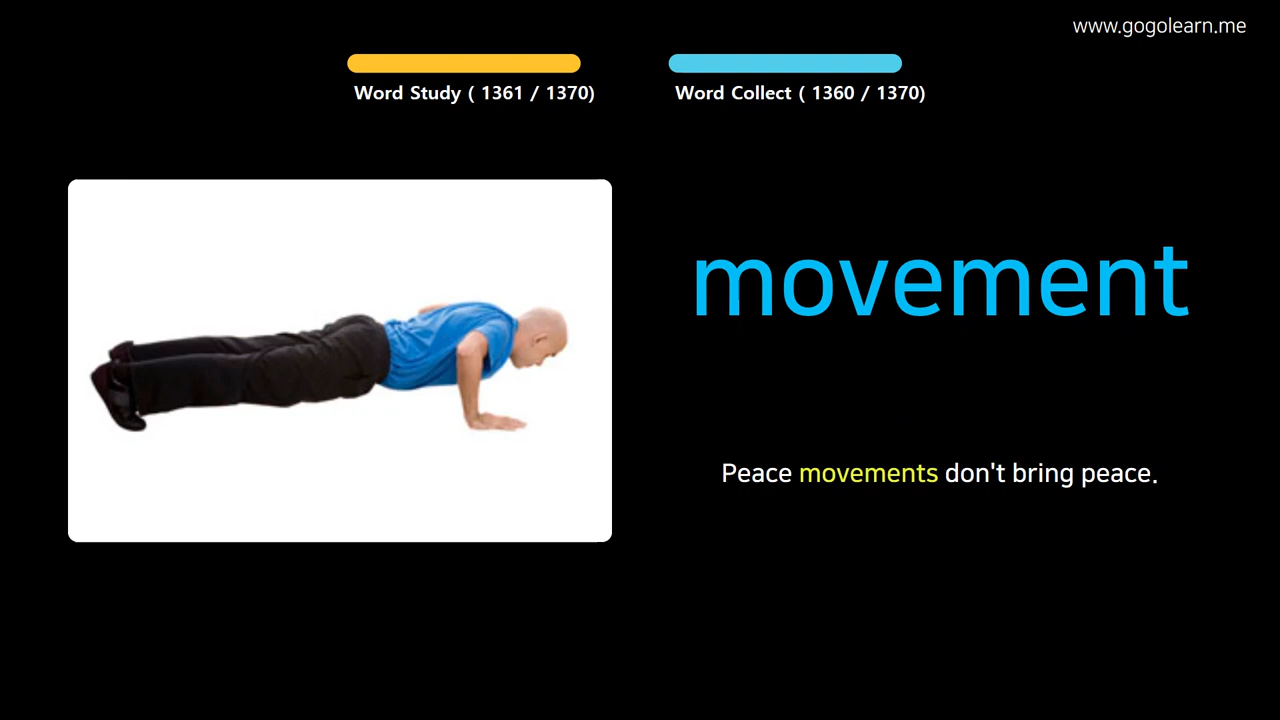 www.gogolearn.me
Word Study ( 1361 / 1370)
Word Collect ( 1360 / 1370)
movement
Peace movements don't bring peace.